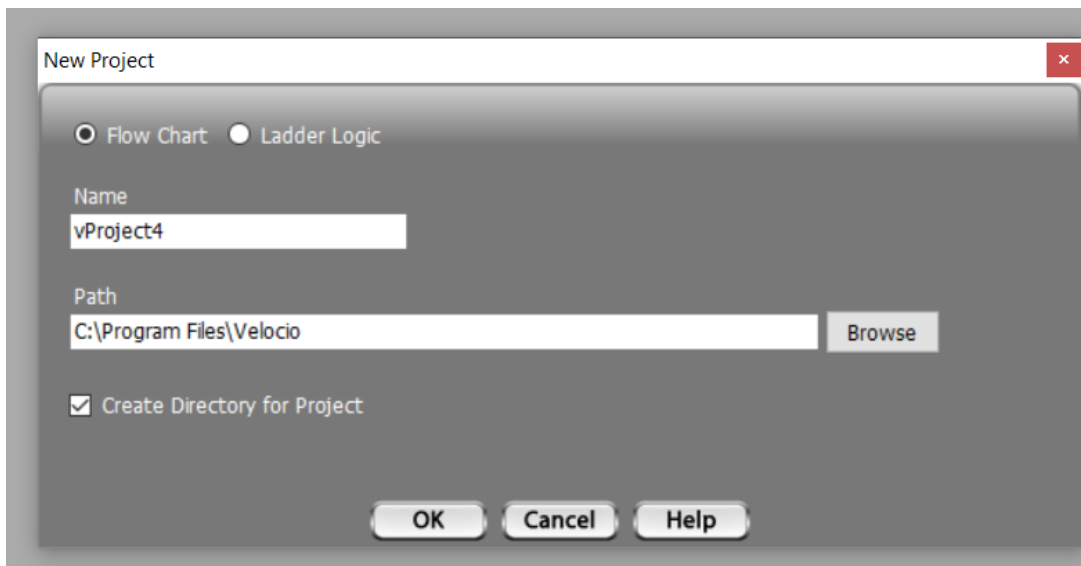 New Project
Flow Chart Ladder Logic
Name
vProject4
Path
C:\Program Files\Velocio
Browse
Create Directory for Project
OK Cancel Help